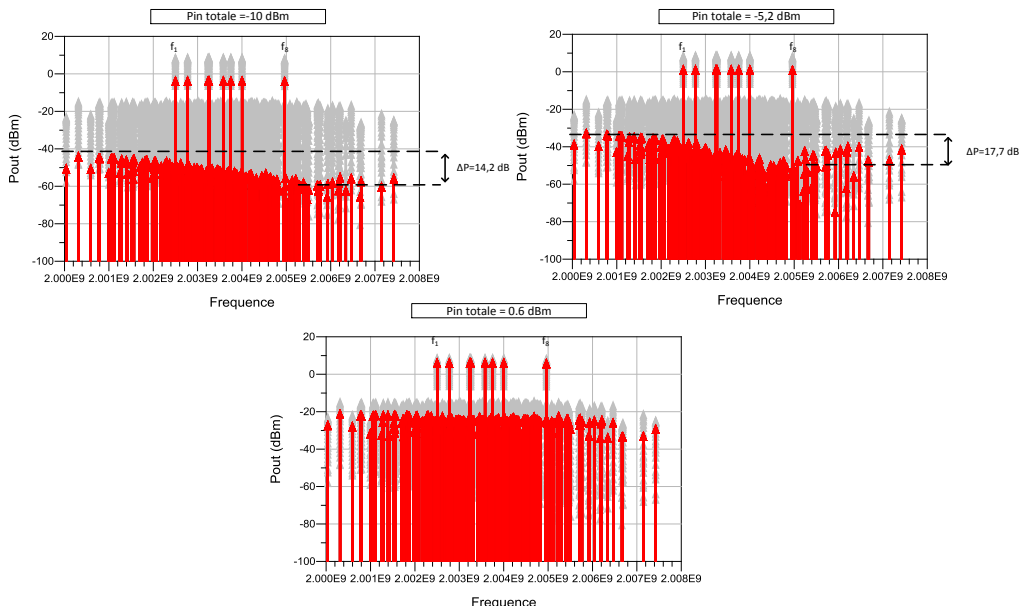 Pin totale =-10 dBm
f1
f8
20
0
-20
-40
-60
-80
-100
Pout (dBm)
2.000E9 2.001E9 2.002E9 2.003E9 2.004E9 2.005E9 2.006E9 2.007E9 2.008E9
Frequence
ΔP=14,2 dB
Pin totale = -5,2 dBm
f1
f8
20
0
-20
-40
-60
-80
-100
Pout (dBm)
2.000E9 2.001E9 2.002E9 2.003E9 2.004E9 2.005E9 2.006E9 2.007E9 2.008E9
Frequence
ΔP=17,7 dB
Pin totale = 0.6 dBm
f1
f8
20
0
-20
-40
-60
-80
-100
Pout (dBm)
2.000E9 2.001E9 2.002E9 2.003E9 2.004E9 2.005E9 2.006E9 2.007E9 2.008E9
Frequence